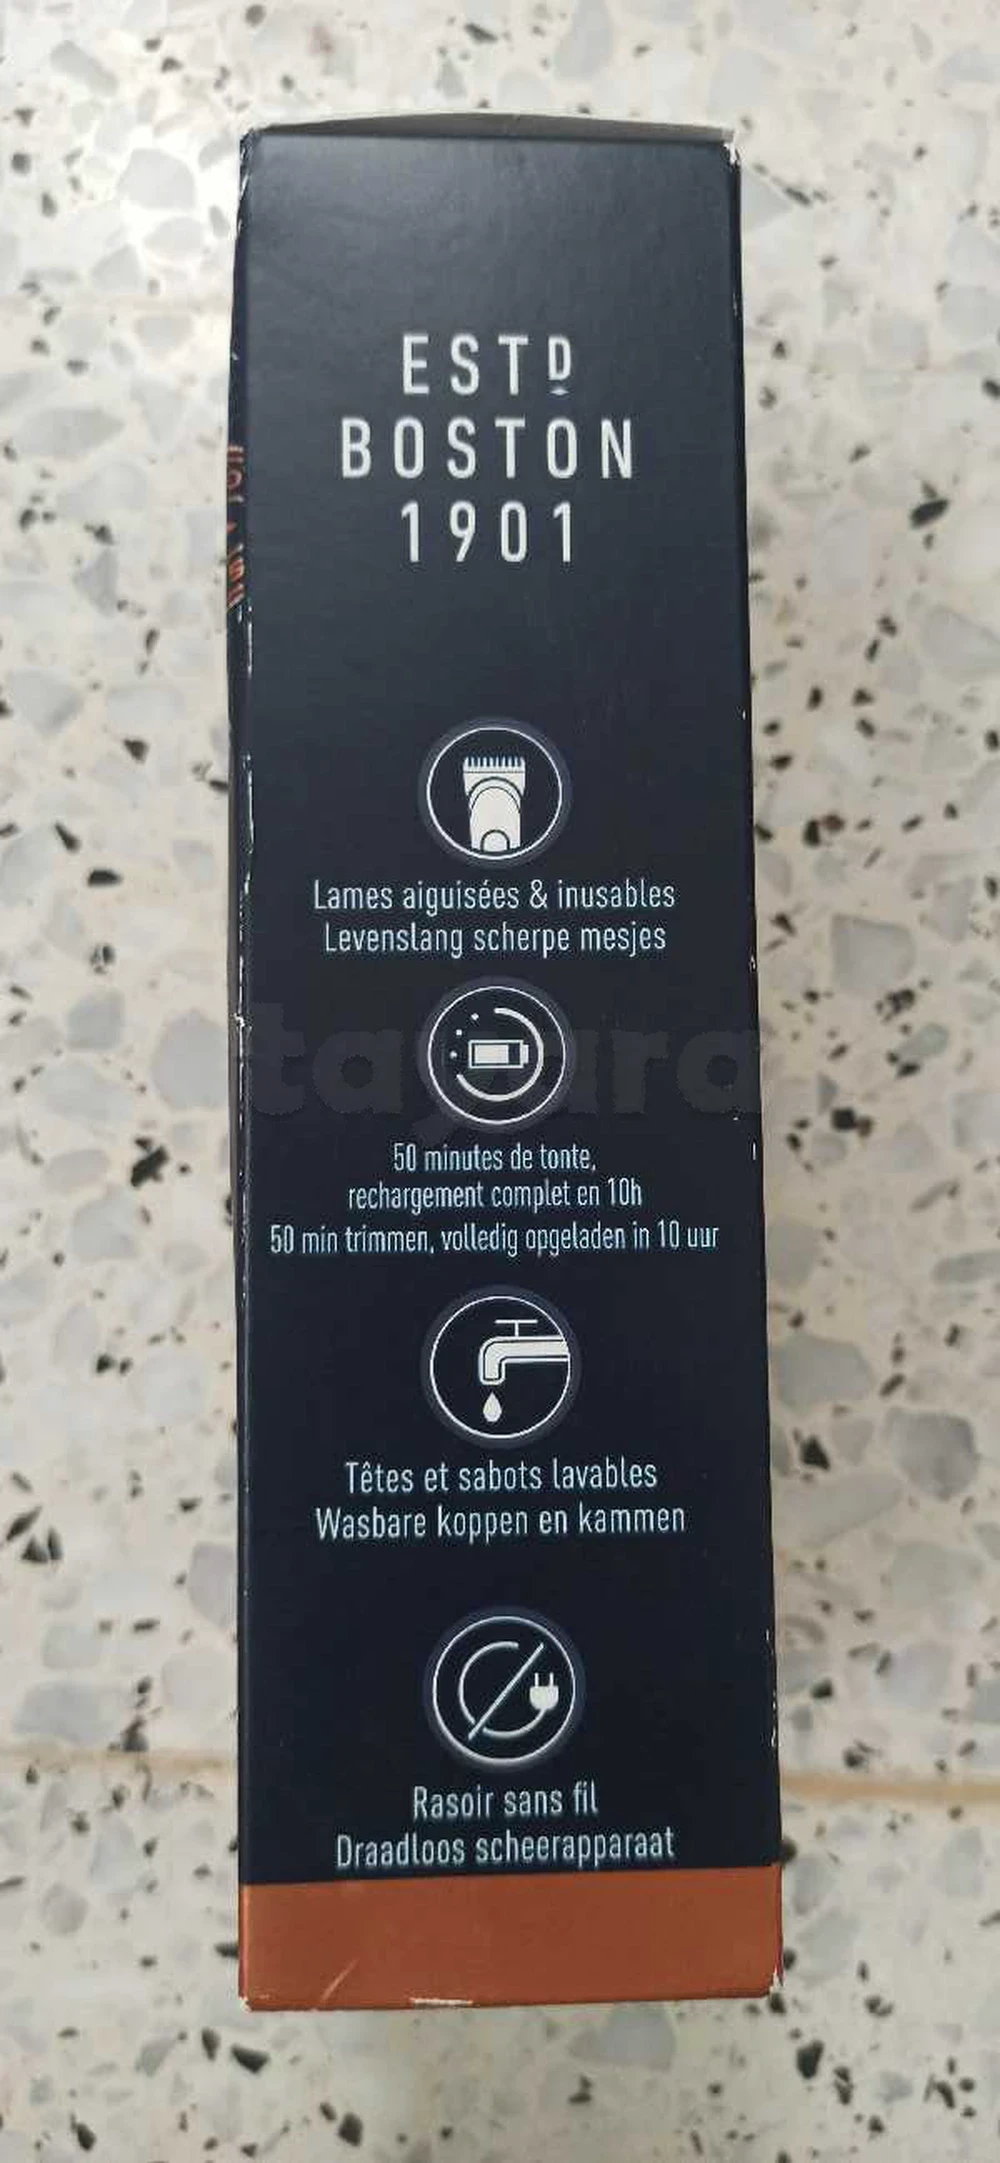 ESTD
BOSTON
1901
Lames aiguisées & inusables
Levenslang scherpe mesjes
tayara
50 minutes de tonte,
rechargement complet en 10h
50 min trimmen, volledig opgeladen in 10 uur
Têtes et sabots lavables
Wasbare koppen en kammen
Rasoir sans fil
Draadloos scheerapparaat